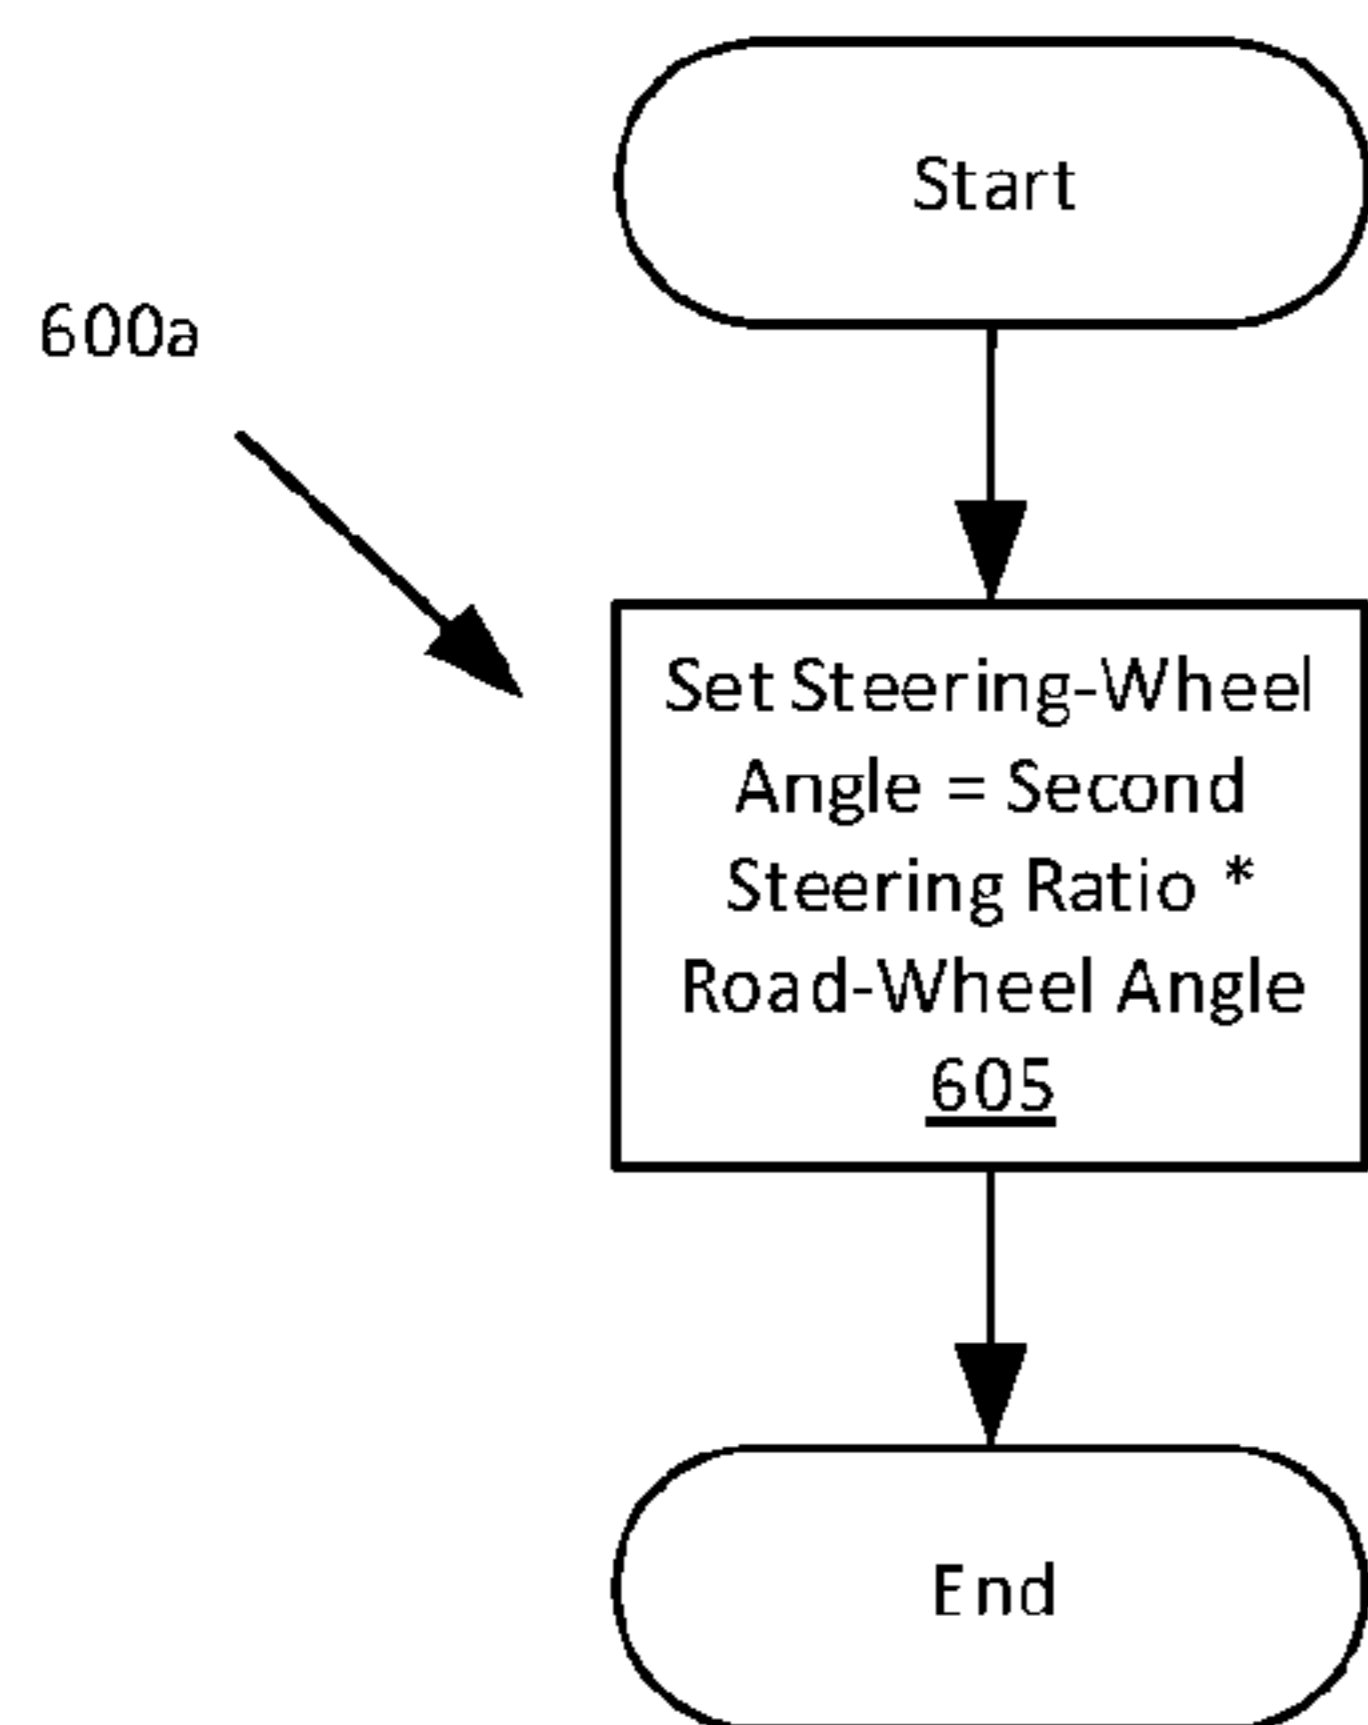 Start
600a
Set Steering-Wheel
Angle = Second
Steering Ratio *
Road-Wheel Angle
605
End